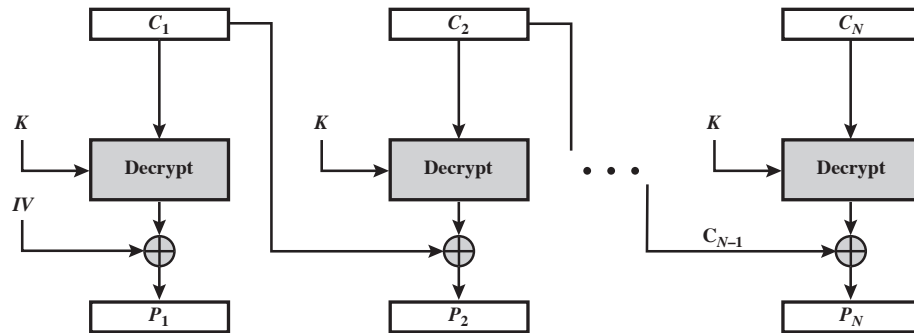 C1 C2 CN
K K K
Decrypt Decrypt Decrypt
• • •
IV
CN–1
P1 P2 PN